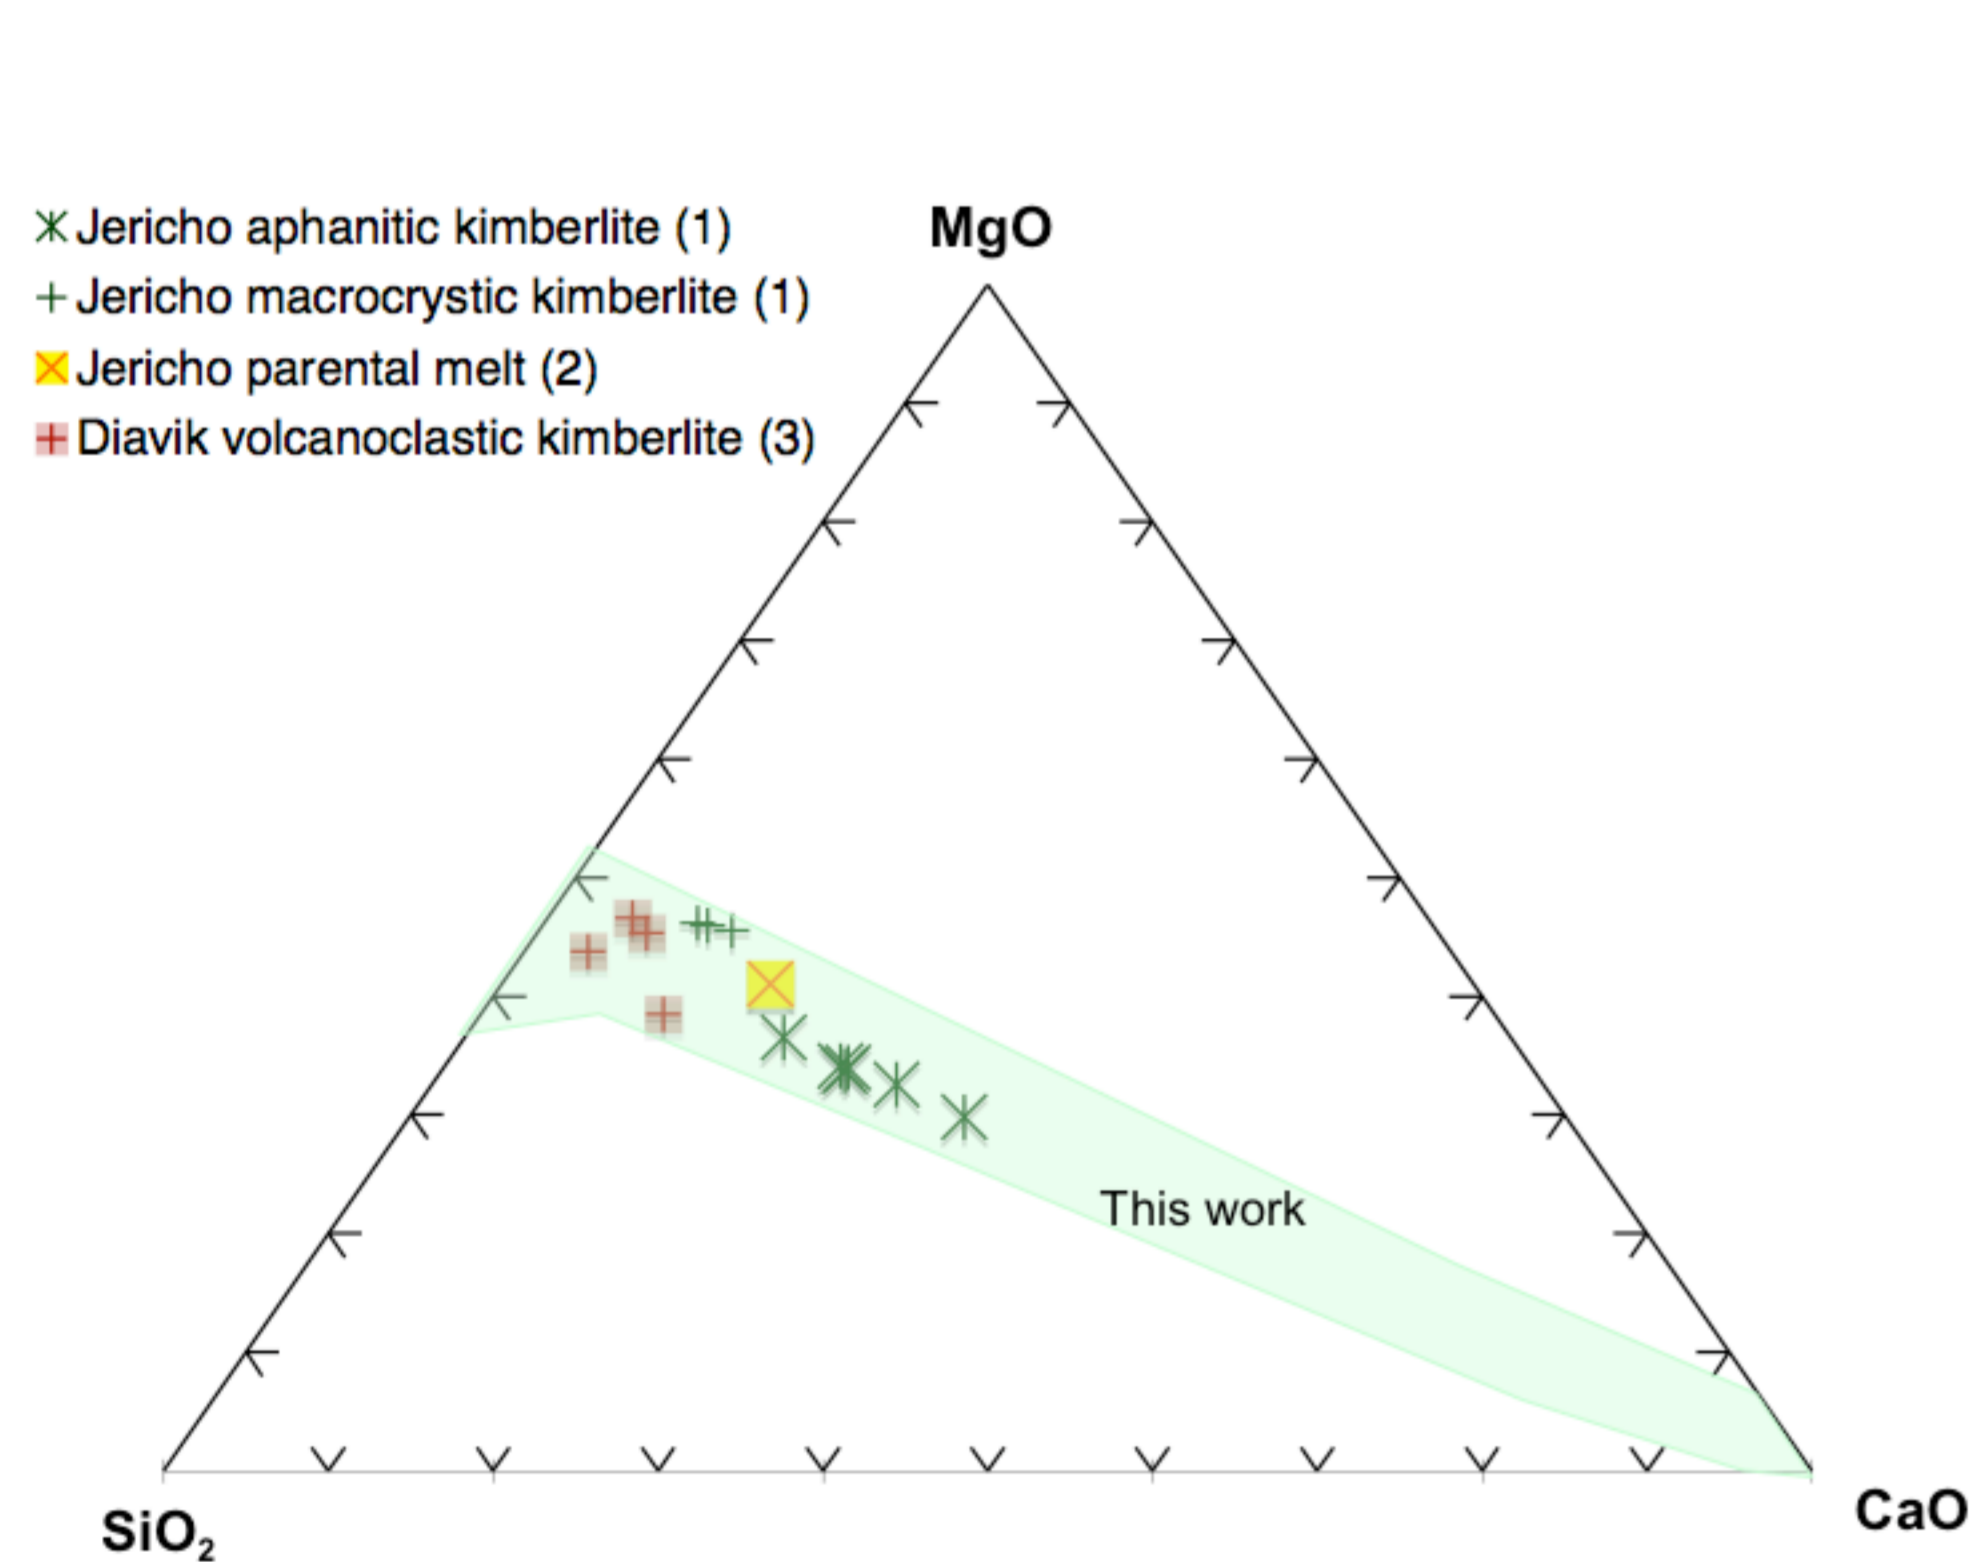 Jericho aphanitic kimberlite (1)
MgO
Jericho macrocrystic kimberlite (1)
Jericho parental melt (2)
Diavik volcanoclastic kimberlite (3)
This work
SiO₂
CaO